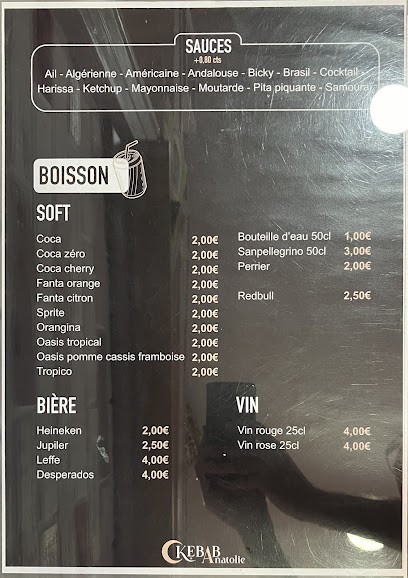 SAUCES
+0,80 cts
Ail - Algérienne - Américaine - Andalouse - Bicky - Brasil - Cocktail -
Harissa - Ketchup - Mayonnaise - Moutarde - Pita piquante - Samouraï
BOISSON
SOFT
Coca 2,00€
Coca zéro 2,00€
Coca cherry 2,00€
Fanta orange 2,00€
Fanta citron 2,00€
Sprite 2,00€
Orangina 2,00€
Oasis tropical 2,00€
Oasis pomme cassis framboise 2,00€
Tropico 2,00€
Bouteille d'eau 50cl 1,00€
Sanpellegrino 50cl 3,00€
Perrier 2,00€
Redbull 2,50€
BIÈRE
Heineken 2,00€
Jupiler 2,50€
Leffe 4,00€
Desperados 4,00€
VIN
Vin rouge 25cl 4,00€
Vin rose 25cl 4,00€
KEBAB
Anatolie